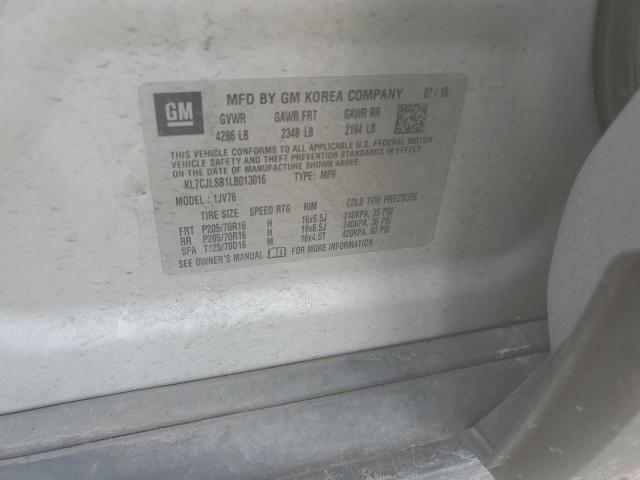 GM
MFD BY GM KOREA COMPANY 07/19
GVWR GAWR FRT GAWR RR
4286 LB 2348 LB 2194 LB
THIS VEHICLE CONFORMS TO ALL APPLICABLE U.S. FEDERAL MOTOR
VEHICLE SAFETY AND THEFT PREVENTION STANDARDS IN EFFECT
ON THE DATE OF MANUFACTURE SHOWN ABOVE.
KL7CJLSB1LB013016 TYPE: MPV
MODEL: 1JV76
TIRE SIZE SPEED RTG RIM COLD TIRE PRESSURE
FRT P205/70R16 H 16x6.5J 240KPA, 35 PSI
RR P205/70R16 H 16x6.5J 240KPA, 35 PSI
SPA T125/70D16 M 16x4.0T 420KPA, 60 PSI
SEE OWNER'S MANUAL FOR MORE INFORMATION.